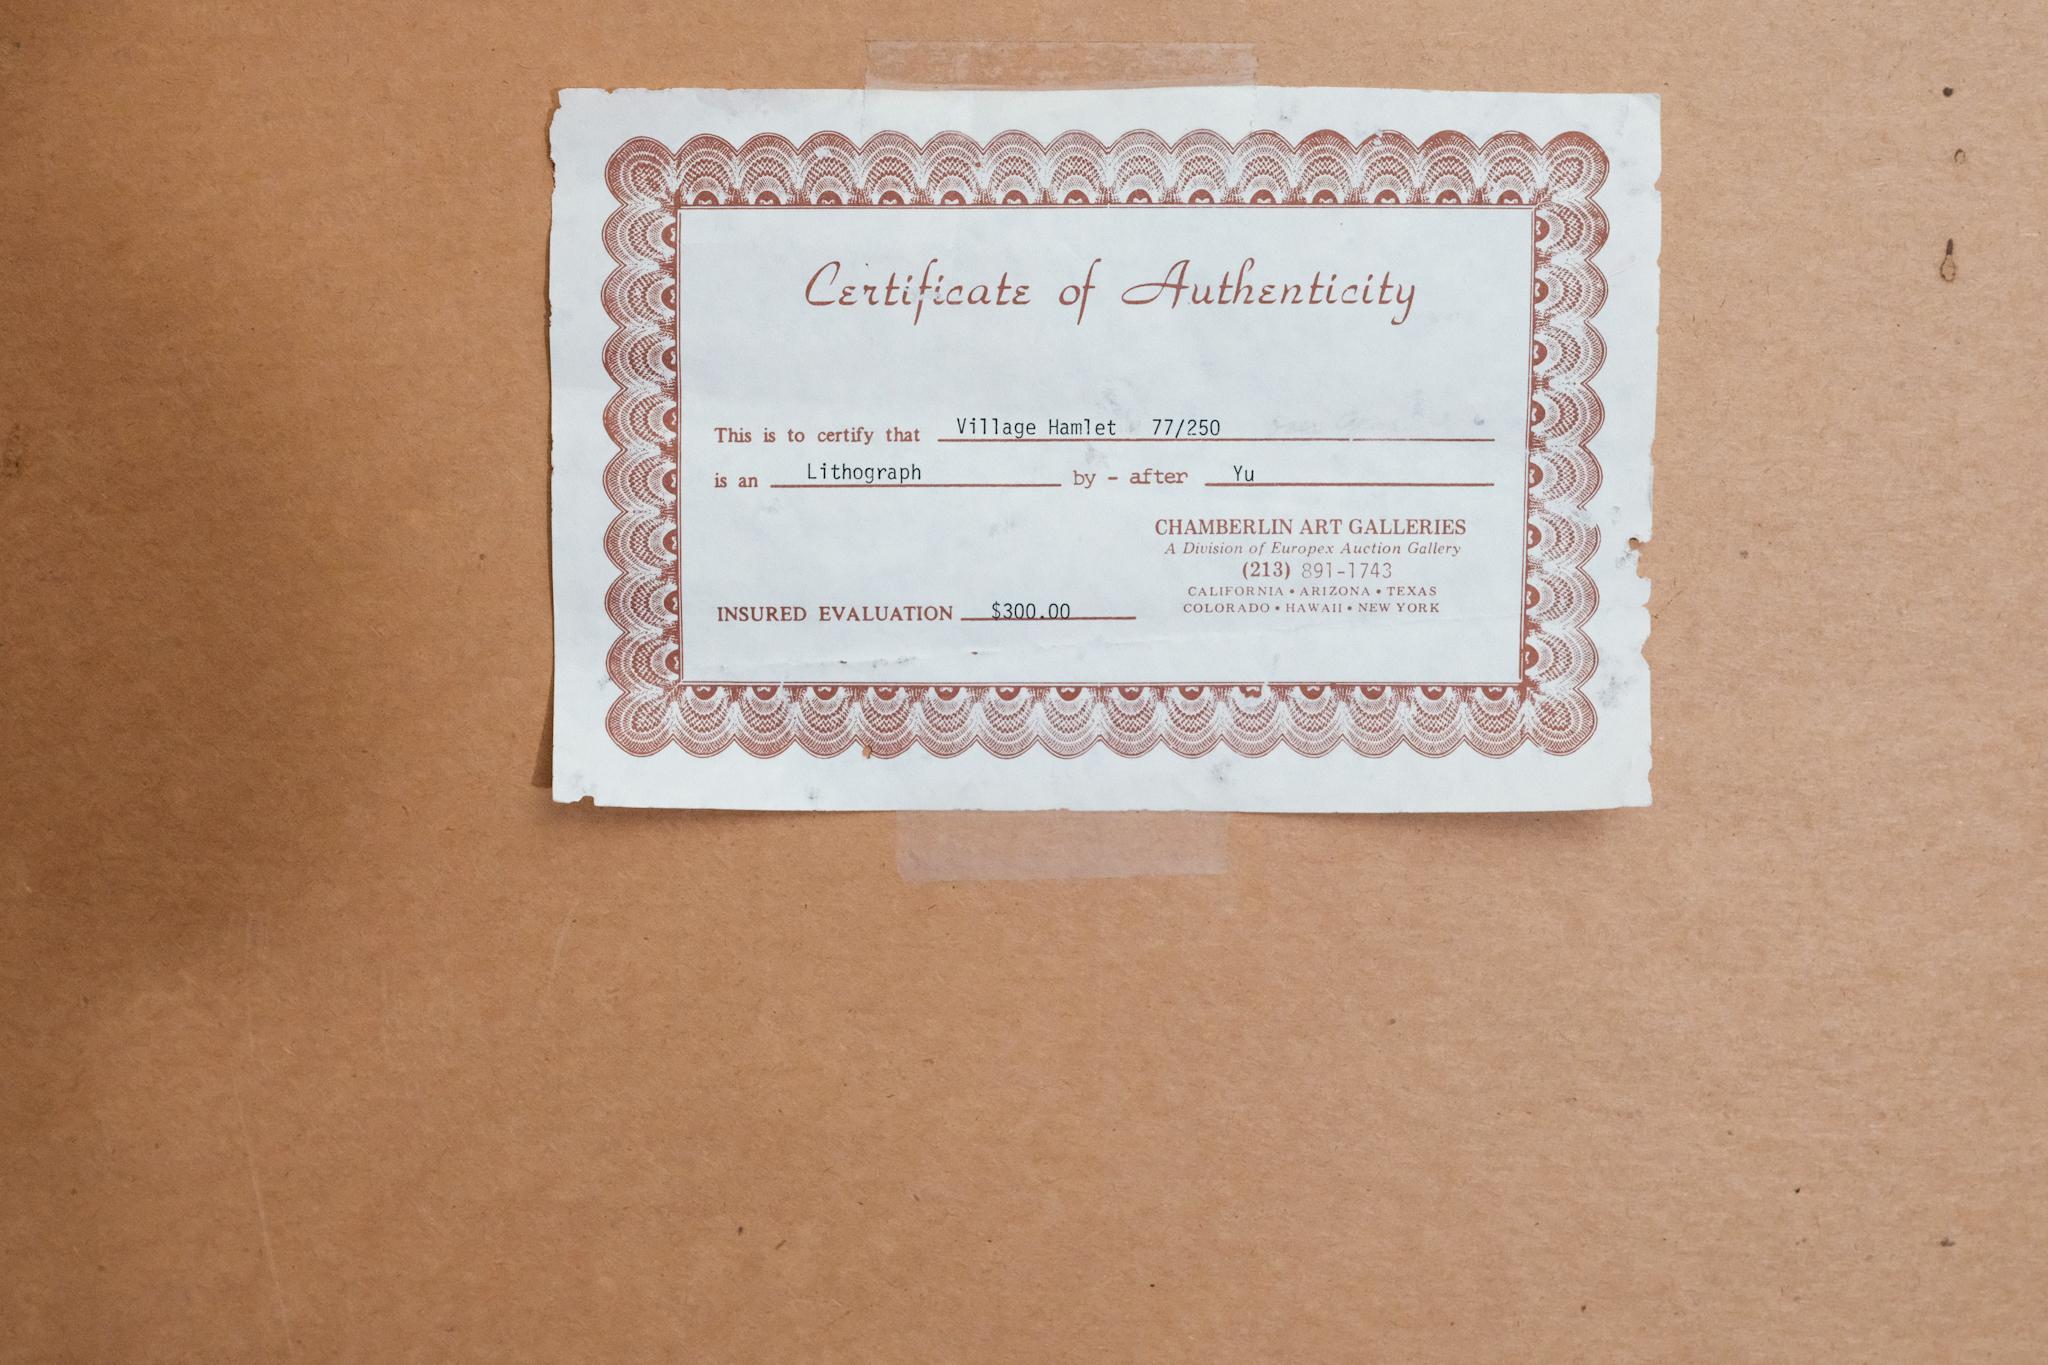 Certificate of Authenticity
This is to certify that Village Hamlet 77/250
is an Lithograph by - after Yu
CHAMBERLIN ART GALLERIES
A Division of Europex Auction Gallery
(213) 891-1743
CALIFORNIA • ARIZONA • TEXAS
COLORADO • HAWAII • NEW YORK
INSURED EVALUATION $300.00